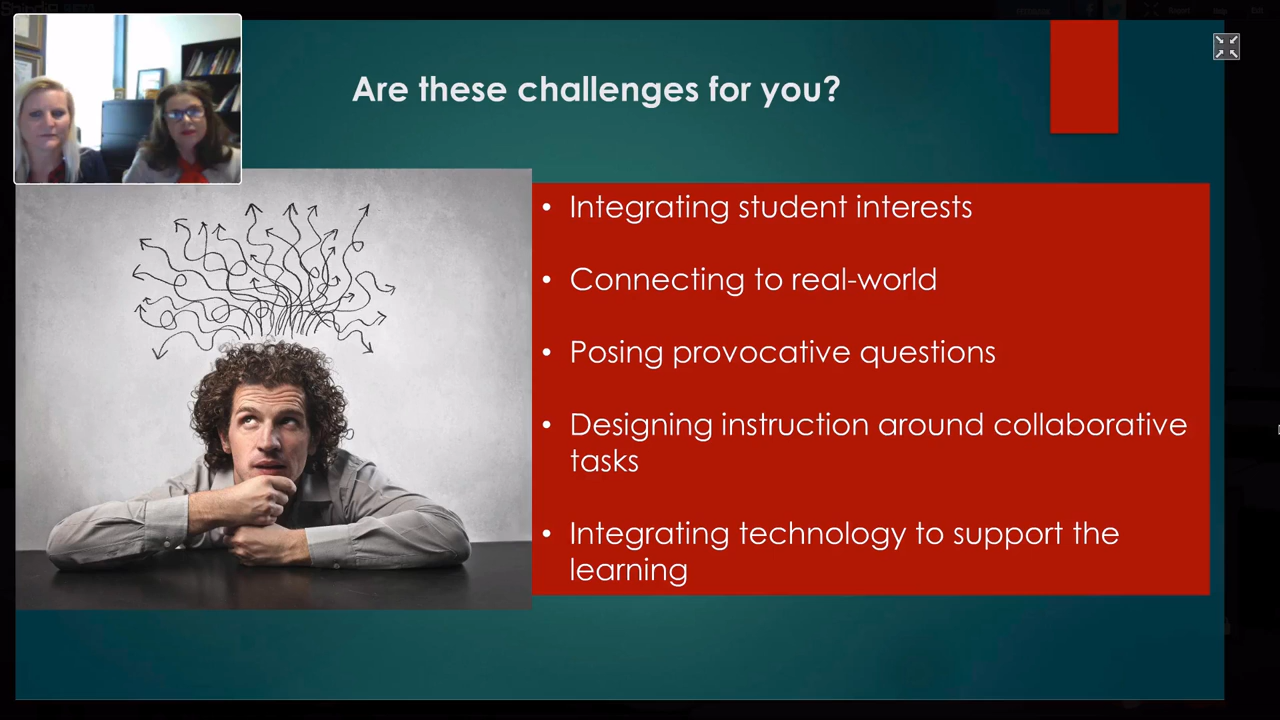 Are these challenges for you?
• Integrating student interests
• Connecting to real-world
• Posing provocative questions
• Designing instruction around collaborative
tasks
• Integrating technology to support the
learning